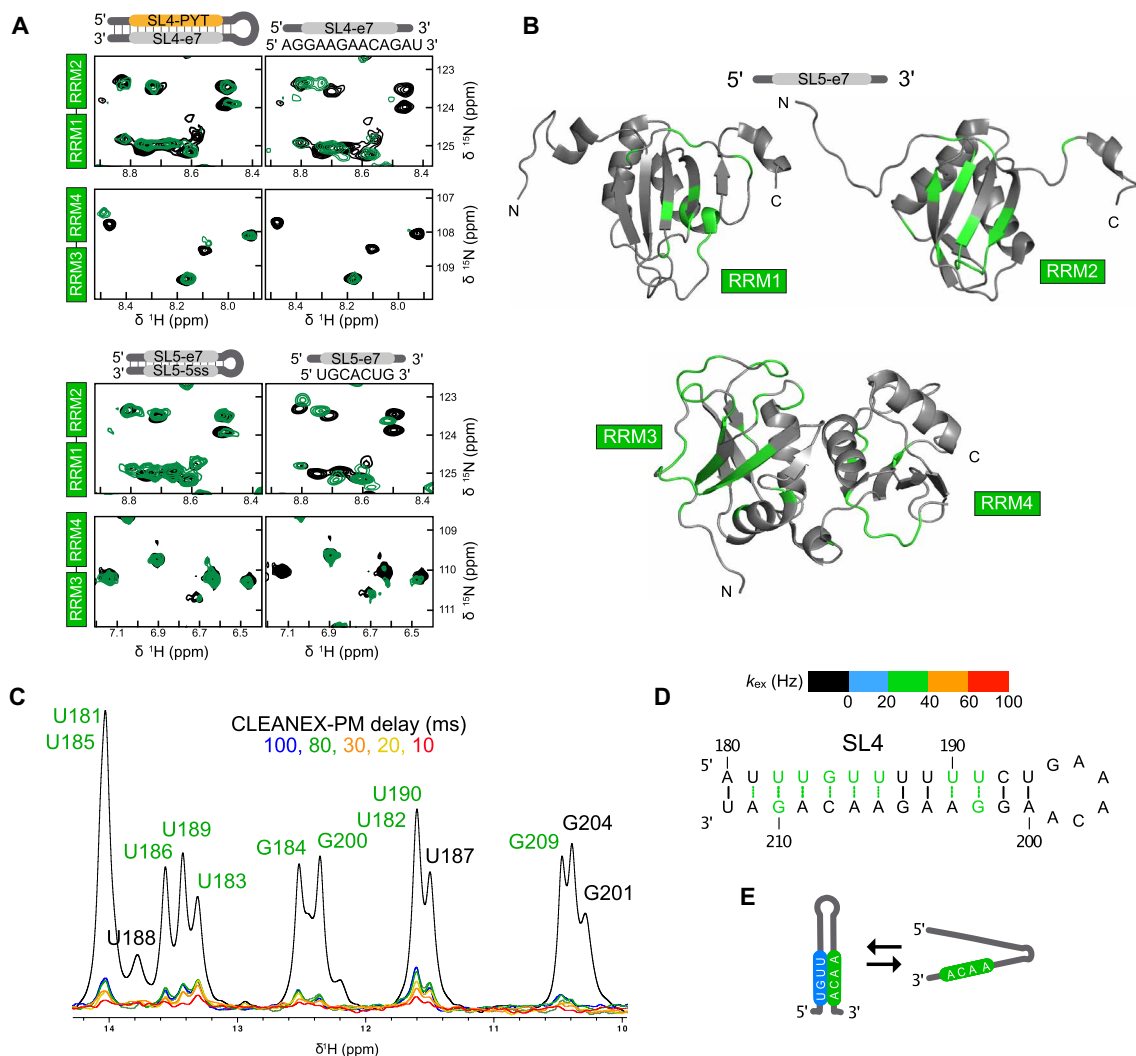 A
5' SL4-PYT
3' SL4-e7
SL4-e7
5' AGGAAGAACAGAU 3'
RRM1 RRM2
123
124
125
δ 15N (ppm)
8.8 8.6 8.4
8.8 8.6 8.4
RRM3 RRM4
107
108
109
δ 15N (ppm)
8.4 8.2 8.0
8.4 8.2 8.0
δ 1H (ppm)
δ 1H (ppm)
5' SL5-e7
3' SL5-5ss
5' SL5-e7 3'
5' UGCACUG 3'
RRM1 RRM2
123
124
125
δ 15N (ppm)
8.8 8.6 8.4
8.8 8.6 8.4
RRM3 RRM4
109
110
111
δ 15N (ppm)
7.1 6.9 6.7 6.5
7.1 6.9 6.7 6.5
δ 1H (ppm)
δ 1H (ppm)
B
5' SL5-e7 3'
N
C
RRM1
N
C
RRM2
RRM3
N
C
RRM4
C
CLEANEX-PM delay (ms)
100, 80, 30, 20, 10
U181
U185
U188
U186
U189
U183
G184
G200
U190
U182
U187
G209
G204
G201
14 13 12 11 10
δ1H (ppm)
kex (Hz)
0 20 40 60 100
D
SL4
180 190
5' A U U U G U U U U U U C U G A A
A
3' U A G A C A A G A A G G A A C A
210 200
E
5'
3'
UGUU
ACAA
5' 3'
ACAA